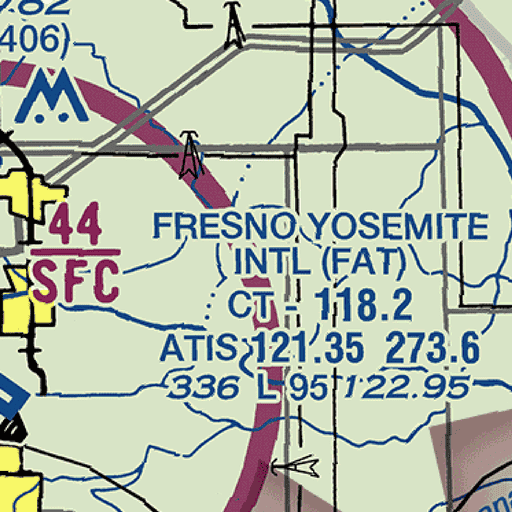 406)
44
SFC
FRESNO YOSEMITE
INTL (FAT)
CT - 118.2
ATIS 121.35 273.6
336 L 95 122.95